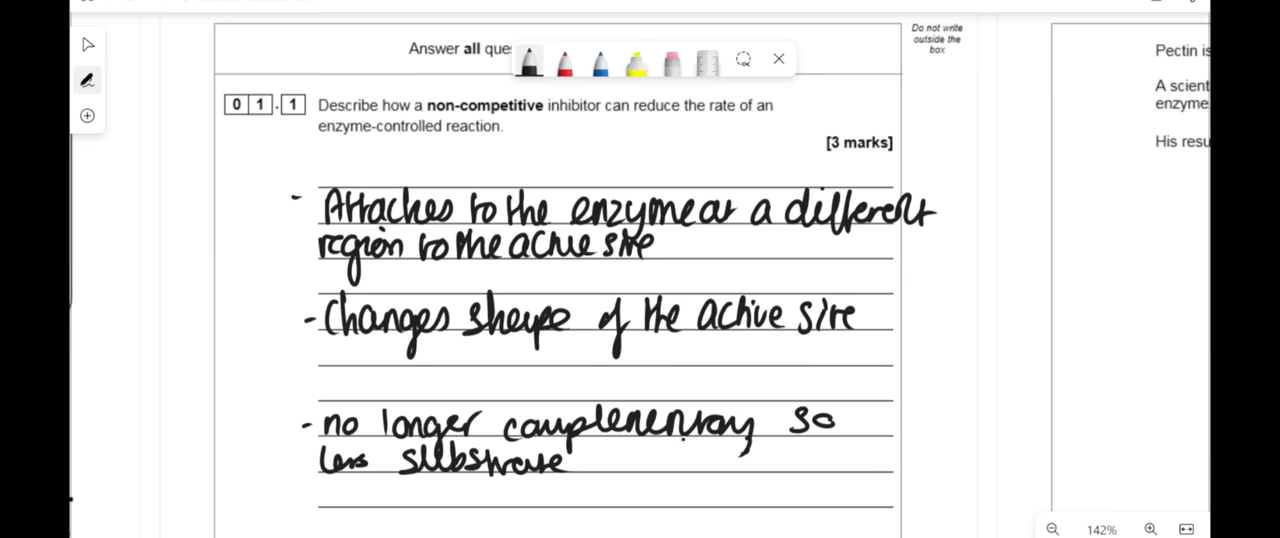 Answer all que
Do not write
outside the
box
01.1 Describe how a non-competitive inhibitor can reduce the rate of an
enzyme-controlled reaction.
[3 marks]
- Attaches to the enzyme at a different
region to the active site
- Changes shape of the active site
- no longer complementary so
less substrate
Pectin is
A scient
enzyme
His resu
142%